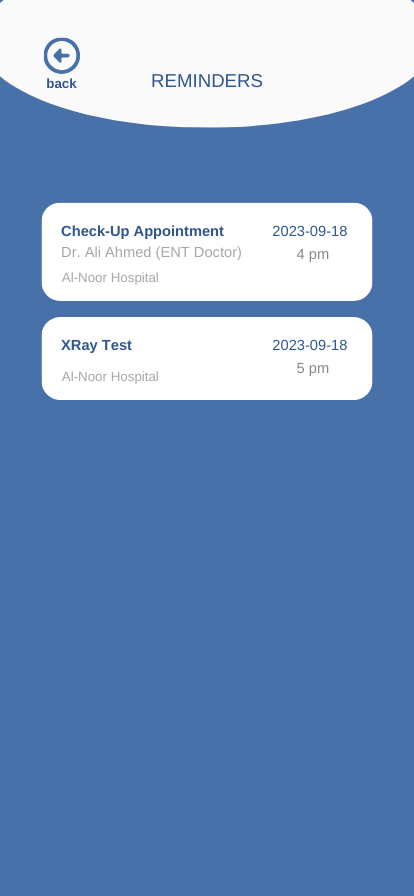 back
REMINDERS
Check-Up Appointment
2023-09-18
Dr. Ali Ahmed (ENT Doctor)
4 pm
Al-Noor Hospital
XRay Test
2023-09-18
5 pm
Al-Noor Hospital